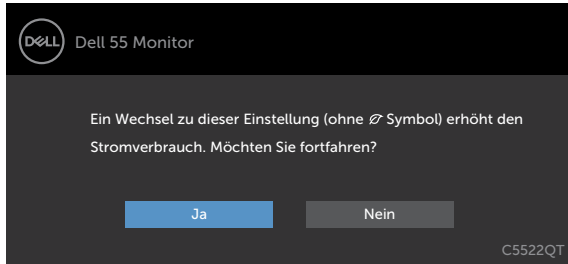 DELL Dell 55 Monitor
Ein Wechsel zu dieser Einstellung (ohne Symbol) erhöht den
Stromverbrauch. Möchten Sie fortfahren?
Ja Nein
C5522QT